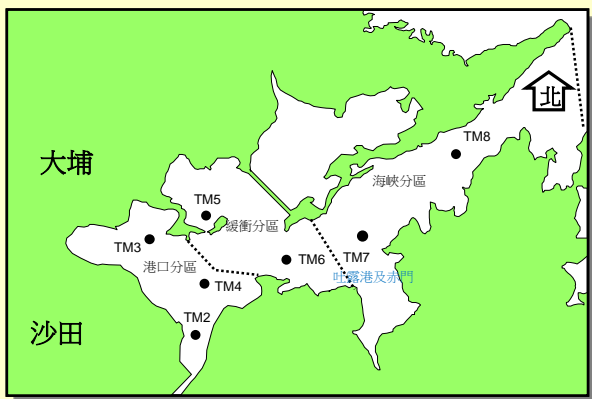 北
TM8
大埔
海峽分區
TM5
緩衝分區
TM3
TM6
TM7
港口分區
吐露港及赤門
TM4
TM2
沙田